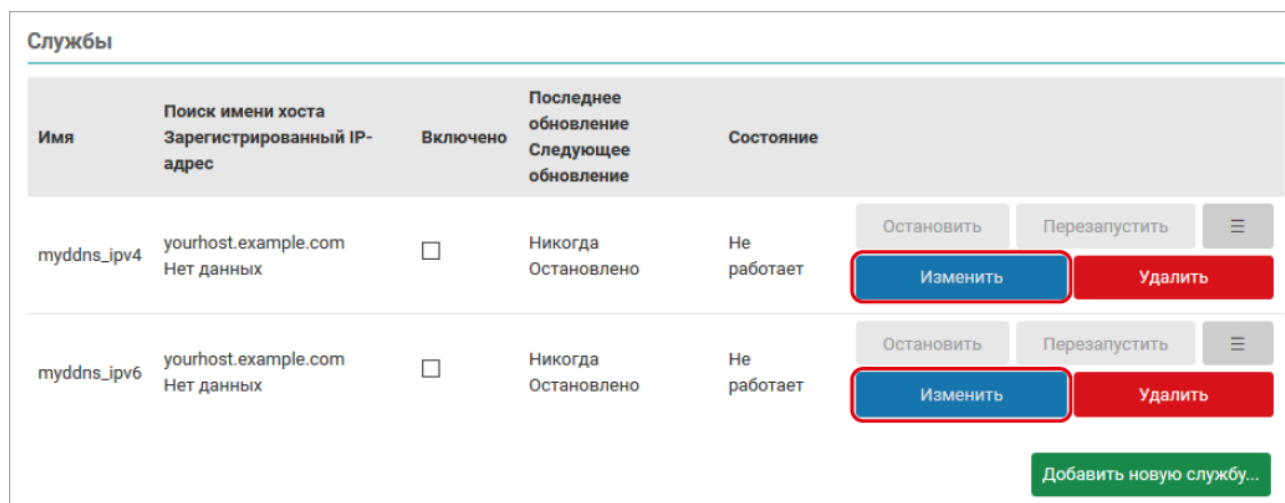 Службы
Имя
Поиск имени хоста
Зарегистрированный IP-
адрес
Включено
Последнее
обновление
Следующее
обновление
Состояние
myddns_ipv4
yourhost.example.com
Нет данных
Никогда
Остановлено
Не
работает
Остановить
Перезапустить
☰
Изменить
Удалить
myddns_ipv6
yourhost.example.com
Нет данных
Никогда
Остановлено
Не
работает
Остановить
Перезапустить
☰
Изменить
Удалить
Добавить новую службу...